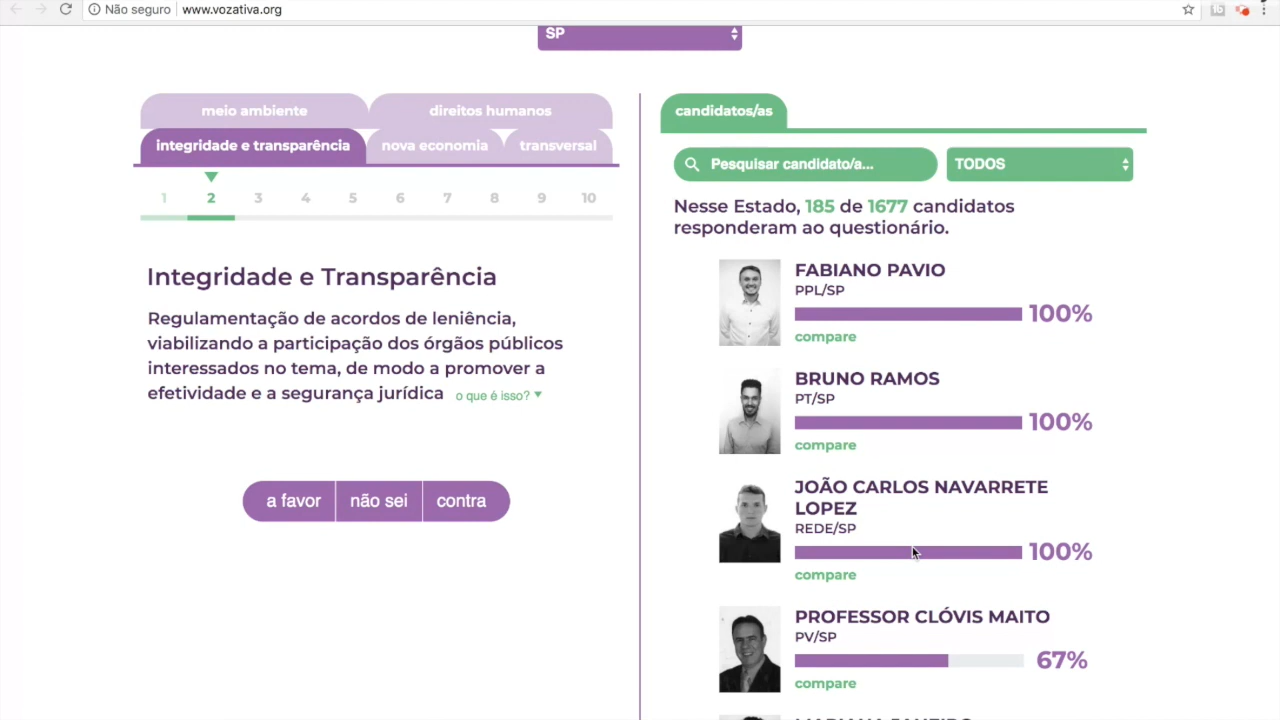 Não seguro
www.vozativa.org
SP
meio ambiente
direitos humanos
integridade e transparência
nova economia
transversal
1 2 3 4 5 6 7 8 9 10
Integridade e Transparência
Regulamentação de acordos de leniência,
viabilizando a participação dos órgãos públicos
interessados no tema, de modo a promover a
efetividade e a segurança jurídica o que é isso?
a favor
não sei
contra
candidatos/as
Pesquisar candidato/a...
TODOS
Nesse Estado, 185 de 1677 candidatos
responderam ao questionário.
FABIANO PAVIO
PPL/SP
100%
compare
BRUNO RAMOS
PT/SP
100%
compare
JOÃO CARLOS NAVARRETE
LOPEZ
REDE/SP
100%
compare
PROFESSOR CLÓVIS MAITO
PV/SP
67%
compare